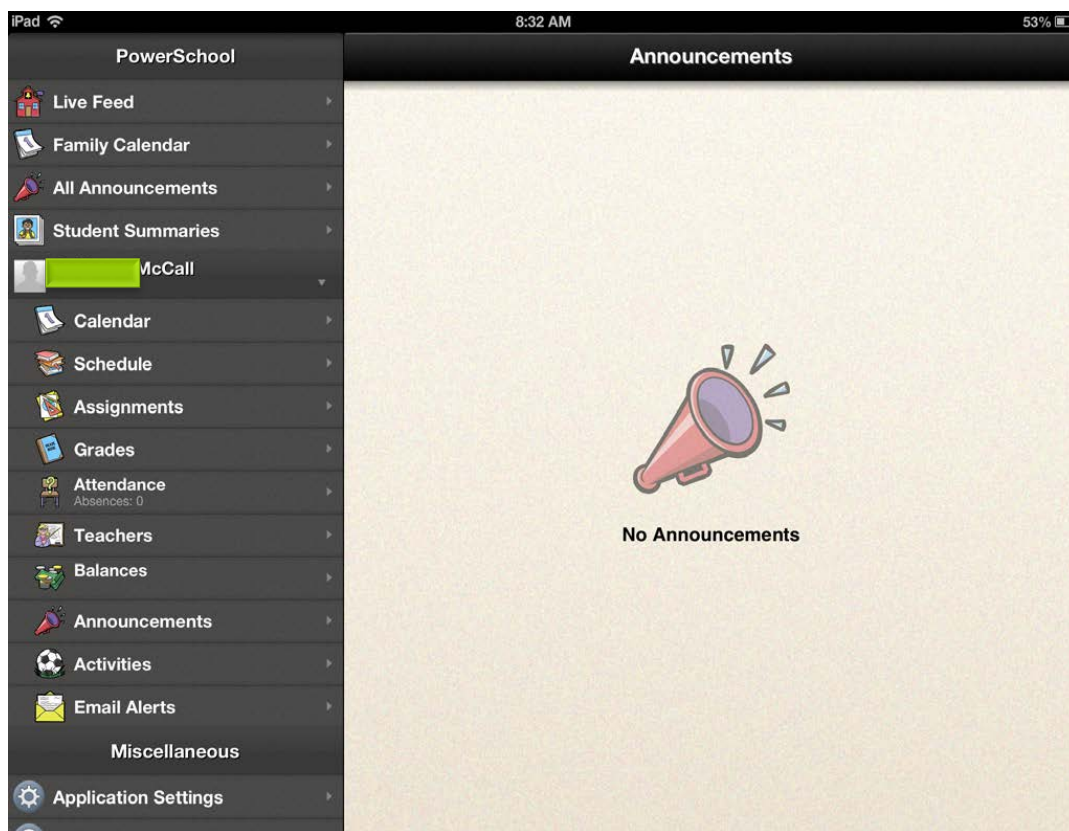 iPad 8:32 AM 53%
PowerSchool
Announcements
Live Feed
Family Calendar
All Announcements
Student Summaries
McCall
Calendar
Schedule
Assignments
Grades
Attendance
Absences: 0
Teachers
Balances
Announcements
Activities
Email Alerts
Miscellaneous
Application Settings
No Announcements